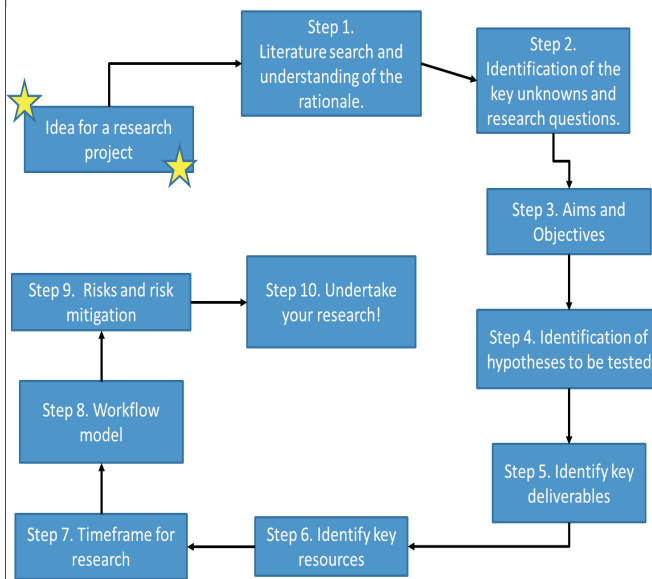 Idea for a research
project
Step 1.
Literature search and
understanding of the
rationale.
Step 2.
Identification of the
key unknowns and
research questions.
Step 3. Aims and
Objectives
Step 4. Identification of
hypotheses to be tested
Step 5. Identify key
deliverables
Step 6. Identify key
resources
Step 7. Timeframe for
research
Step 8. Workflow
model
Step 9. Risks and risk
mitigation
Step 10. Undertake
your research!